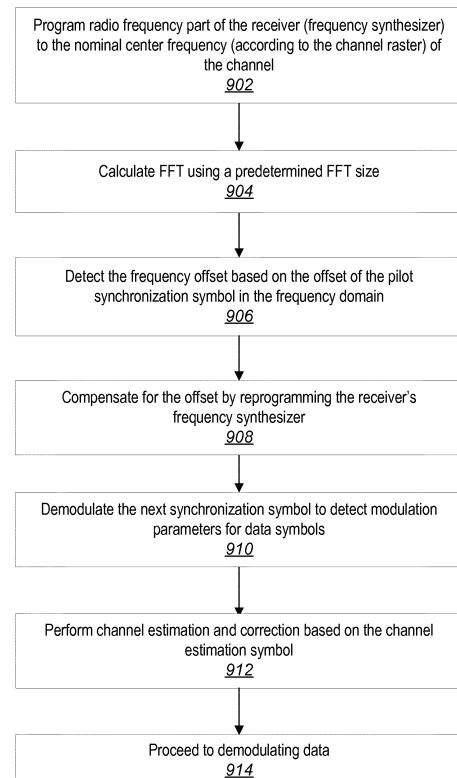 Program radio frequency part of the receiver (frequency synthesizer)
to the nominal center frequency (according to the channel raster) of
the channel
902
Calculate FFT using a predetermined FFT size
904
Detect the frequency offset based on the offset of the pilot
synchronization symbol in the frequency domain
906
Compensate for the offset by reprogramming the receiver's
frequency synthesizer
908
Demodulate the next synchronization symbol to detect modulation
parameters for data symbols
910
Perform channel estimation and correction based on the channel
estimation symbol
912
Proceed to demodulating data
914